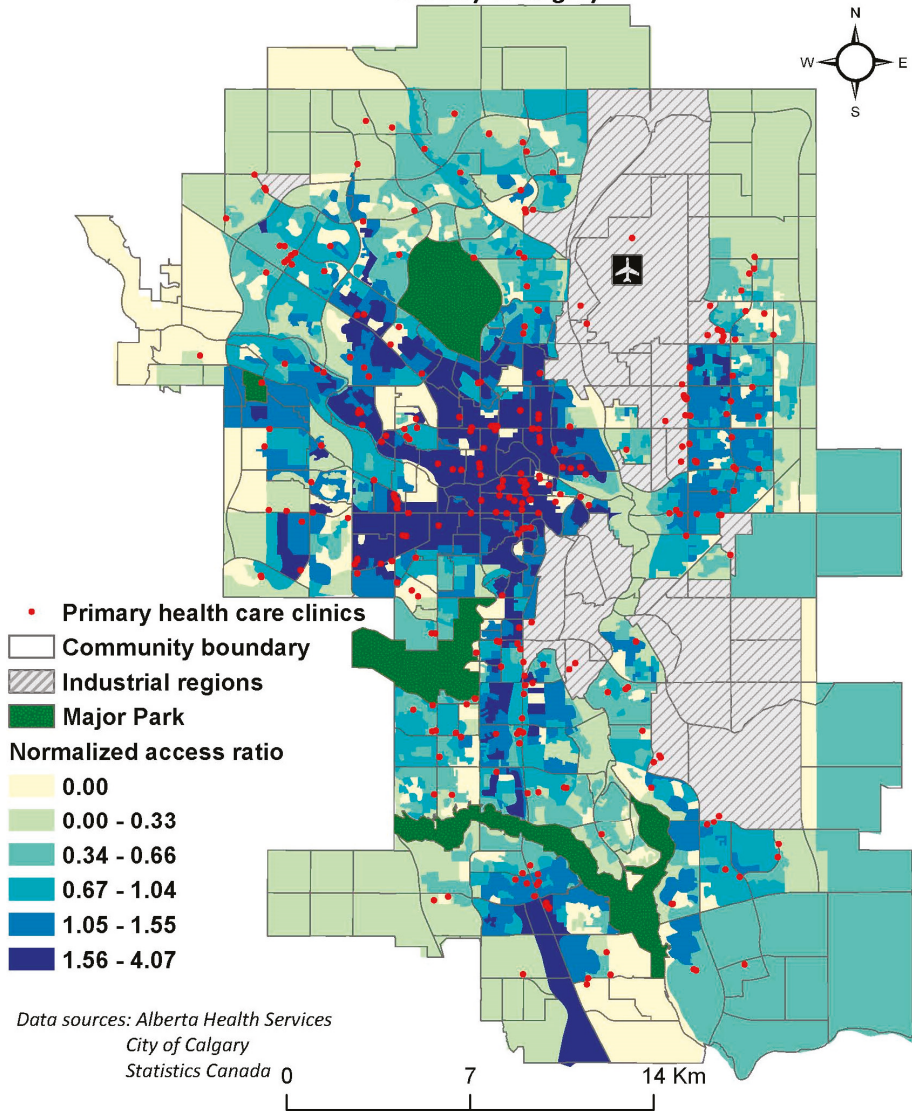 N
W E
S
Primary health care clinics
Community boundary
Industrial regions
Major Park
Normalized access ratio
0.00
0.00 - 0.33
0.34 - 0.66
0.67 - 1.04
1.05 - 1.55
1.56 - 4.07
Data sources: Alberta Health Services
City of Calgary
Statistics Canada
0 7 14 Km